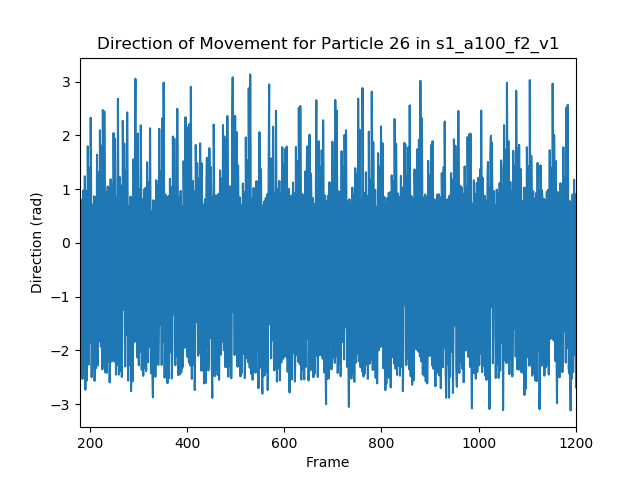 Direction of Movement for Particle 26 in s1_a100_f2_v1
3
2
1
0
−1
−2
−3
Direction (rad)
200 400 600 800 1000 1200
Frame